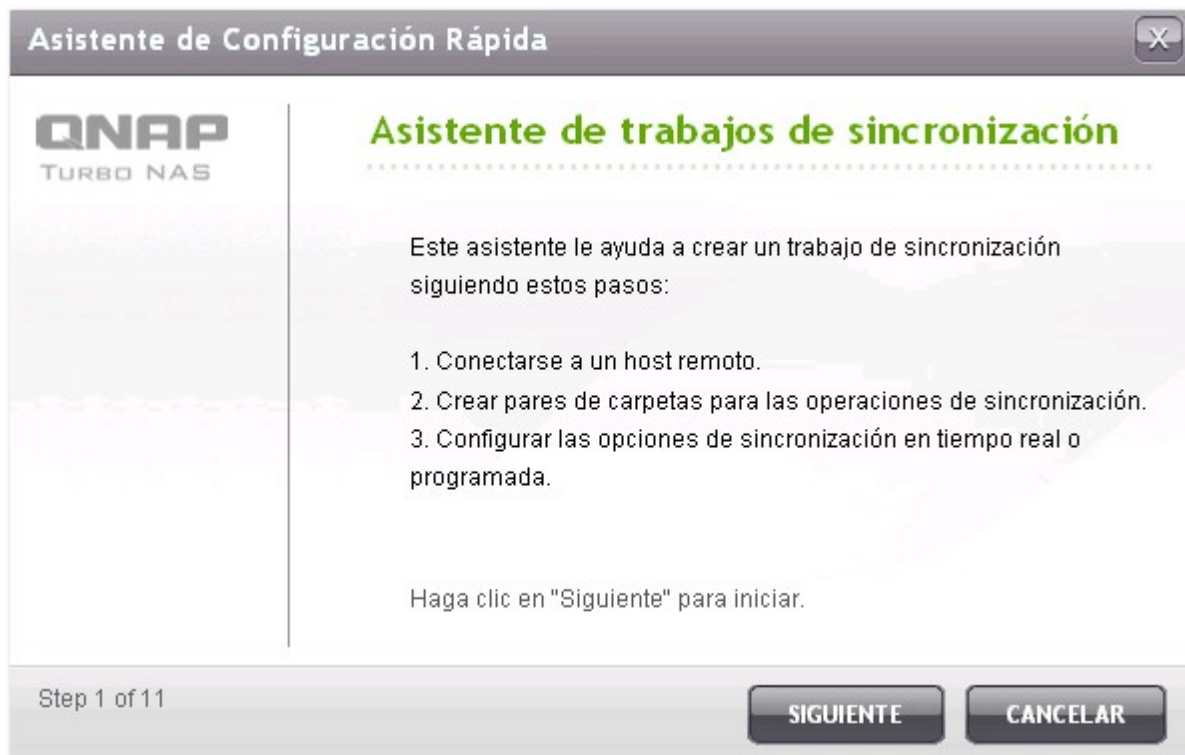 Asistente de Configuración Rápida
X
QNAP
TURBO NAS
Asistente de trabajos de sincronización
Este asistente le ayuda a crear un trabajo de sincronización
siguiendo estos pasos:
1. Conectarse a un host remoto.
2. Crear pares de carpetas para las operaciones de sincronización.
3. Configurar las opciones de sincronización en tiempo real o
programada.
Haga clic en "Siguiente" para iniciar.
Step 1 of 11
SIGUIENTE
CANCELAR